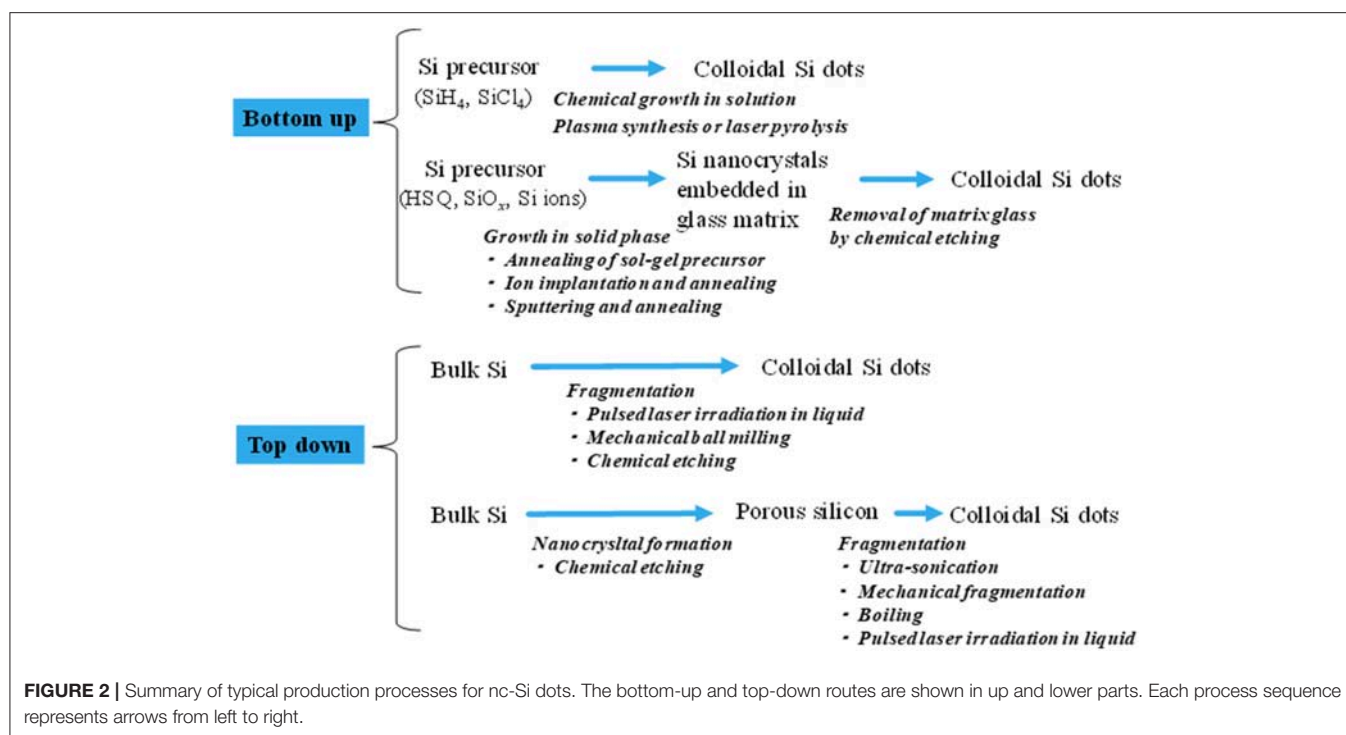 Bottom up
Si precursor
(SiH₄, SiCl₄)
Colloidal Si dots
Chemical growth in solution
Plasma synthesis or laser pyrolysis
Si precursor
(HSQ, SiOₓ, Si ions)
Si nanocrystals
embedded in
glass matrix
Colloidal Si dots
Growth in solid phase
・Annealing of sol-gel precursor
・Ion implantation and annealing
・Sputtering and annealing
Removal of matrix glass
by chemical etching
Top down
Bulk Si
Colloidal Si dots
Fragmentation
・Pulsed laser irradiation in liquid
・Mechanical ball milling
・Chemical etching
Bulk Si
Porous silicon
Colloidal Si dots
Nanocrysltal formation
・Chemical etching
Fragmentation
・Ultra-sonication
・Mechanical fragmentation
・Boiling
・Pulsed laser irradiation in liquid
FIGURE 2 | Summary of typical production processes for nc-Si dots. The bottom-up and top-down routes are shown in up and lower parts. Each process sequence
represents arrows from left to right.